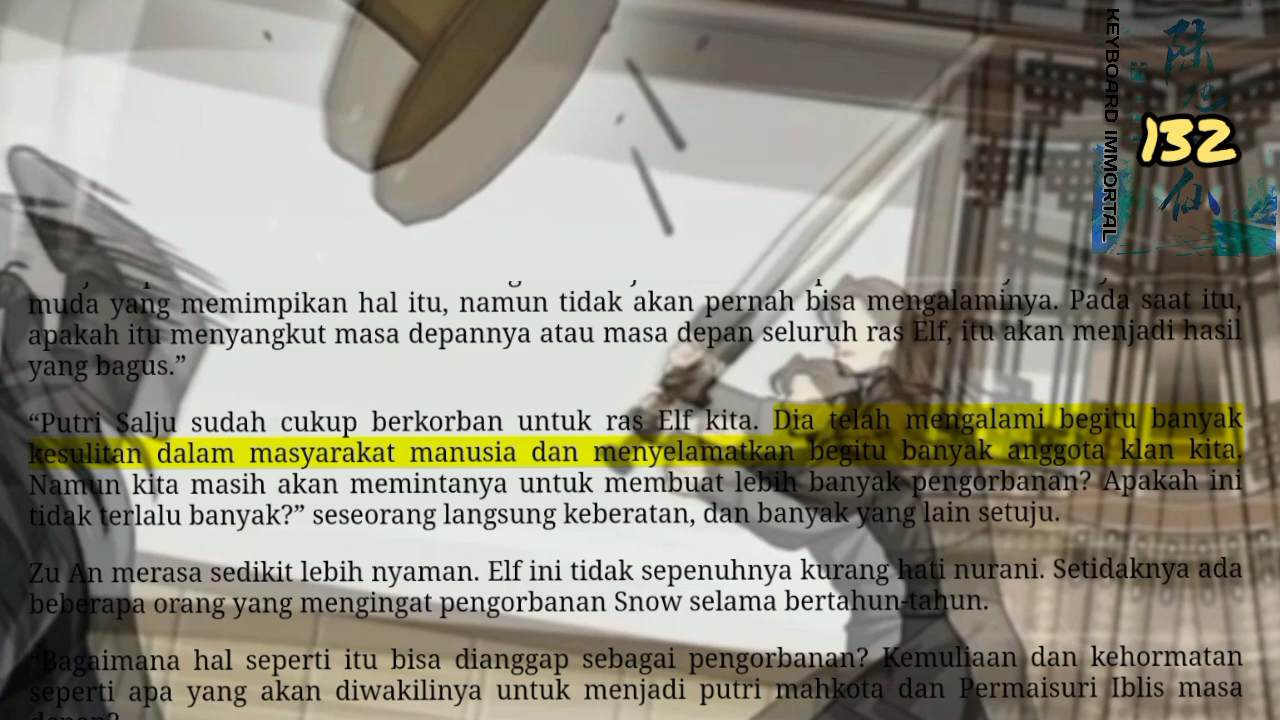 KEYBOARD IMMORTAL
132
仙
muda yang memimpikan hal itu, namun tidak akan pernah bisa mengalaminya. Pada saat itu,
apakah itu menyangkut masa depannya atau masa depan seluruh ras Elf, itu akan menjadi hasil
yang bagus.”
“Putri Salju sudah cukup berkorban untuk ras Elf kita. Dia telah mengalami begitu banyak
kesulitan dalam masyarakat manusia dan menyelamatkan begitu banyak anggota klan kita.
Namun kita masih akan memintanya untuk membuat lebih banyak pengorbanan? Apakah ini
tidak terlalu banyak?” seseorang langsung keberatan, dan banyak yang lain setuju.
Zu An merasa sedikit lebih nyaman. Elf ini tidak sepenuhnya kurang hati nurani. Setidaknya ada
beberapa orang yang mengingat pengorbanan Snow selama bertahun-tahun.
“Bagaimana hal seperti itu bisa dianggap sebagai pengorbanan? Kemuliaan dan kehormatan
seperti apa yang akan diwakilinya untuk menjadi putri mahkota dan Permaisuri Iblis masa